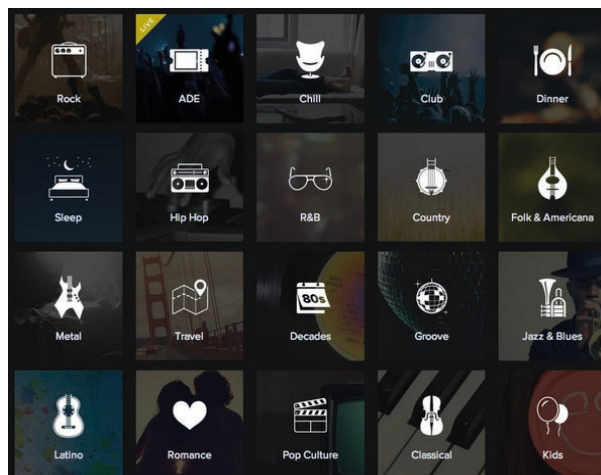 LIVE
Rock
ADE
Chill
Club
Dinner
Sleep
Hip Hop
R&B
Country
Folk & Americana
Metal
Travel
80s
Decades
Groove
Jazz & Blues
Latino
Romance
Pop Culture
Classical
Kids